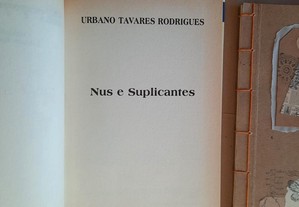 URBANO TAVARES RODRIGUES
Nus e Suplicantes